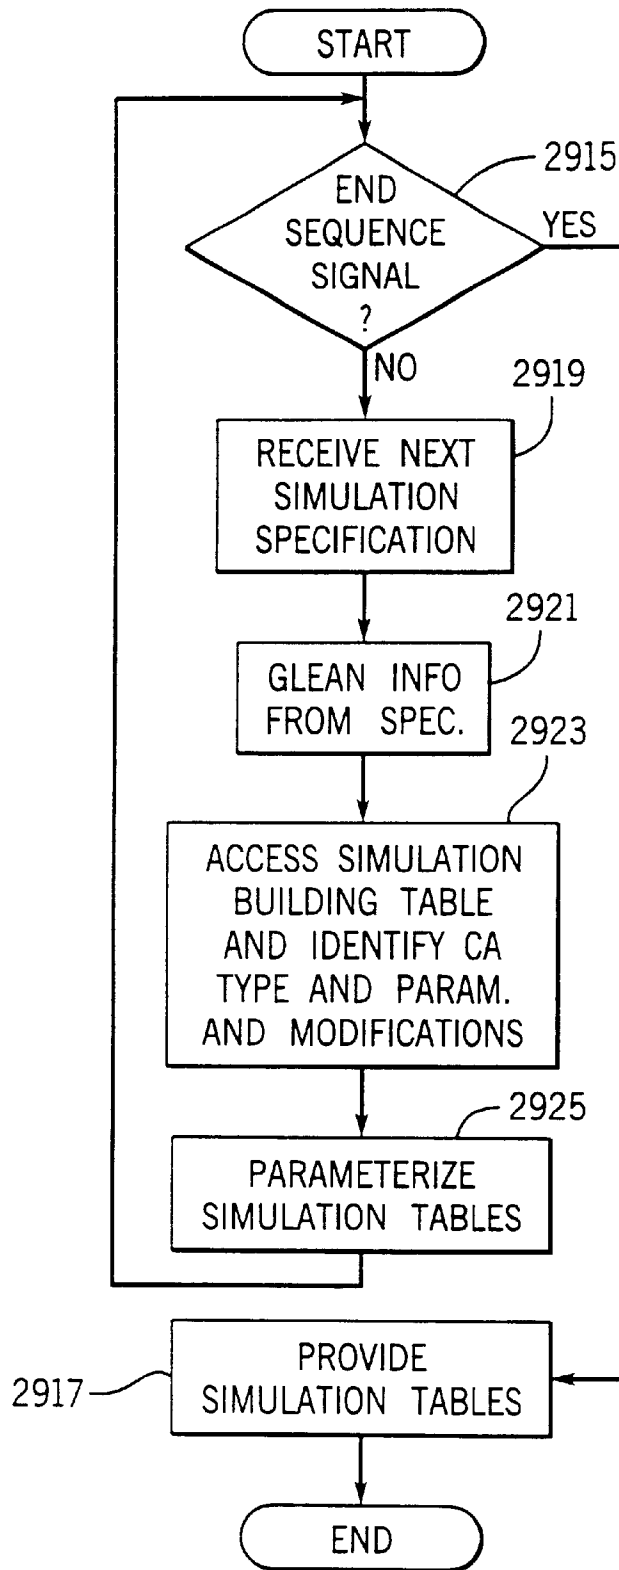 START
2915
END
SEQUENCE
SIGNAL
?
YES
NO
2919
RECEIVE NEXT
SIMULATION
SPECIFICATION
2921
GLEAN INFO
FROM SPEC.
2923
ACCESS SIMULATION
BUILDING TABLE
AND IDENTIFY CA
TYPE AND PARAM.
AND MODIFICATIONS
2925
PARAMETERIZE
SIMULATION TABLES
2917
PROVIDE
SIMULATION TABLES
END